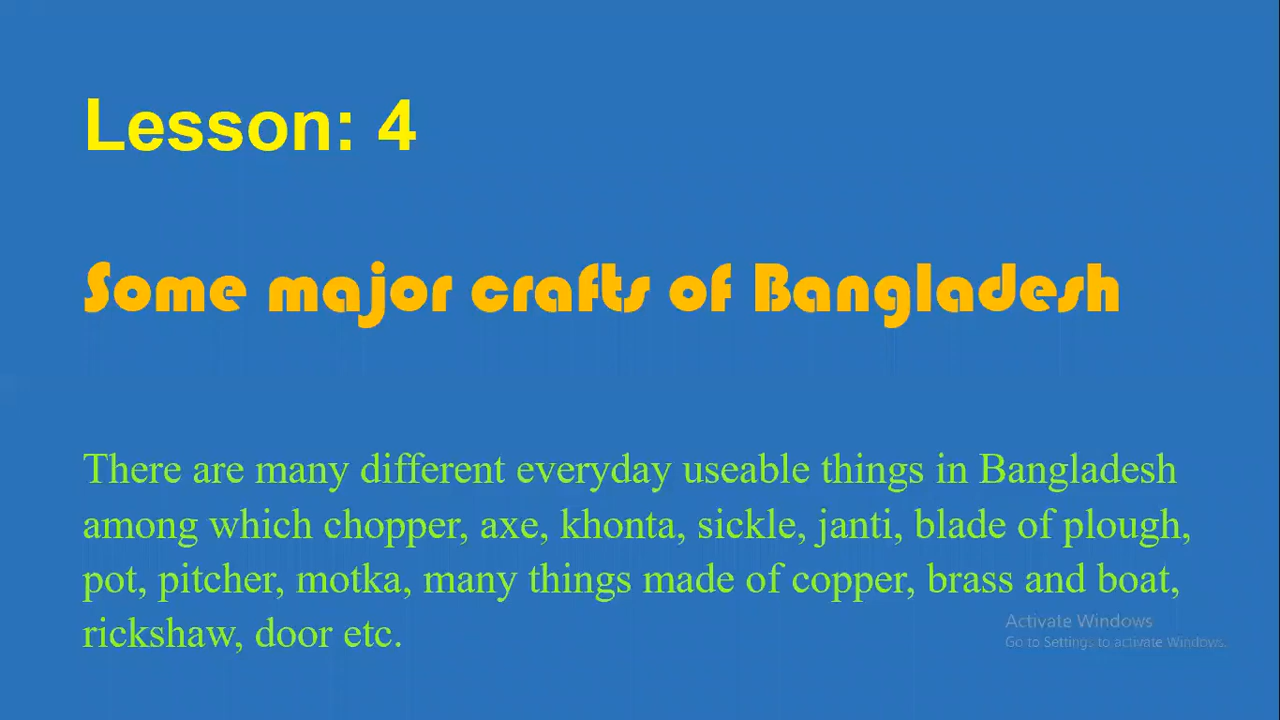 Lesson: 4
Some major crafts of Bangladesh
There are many different everyday useable things in Bangladesh
among which chopper, axe, khonta, sickle, janti, blade of plough,
pot, pitcher, motka, many things made of copper, brass and boat,
rickshaw, door etc.
Activate Windows
Go to Settings to activate Windows.